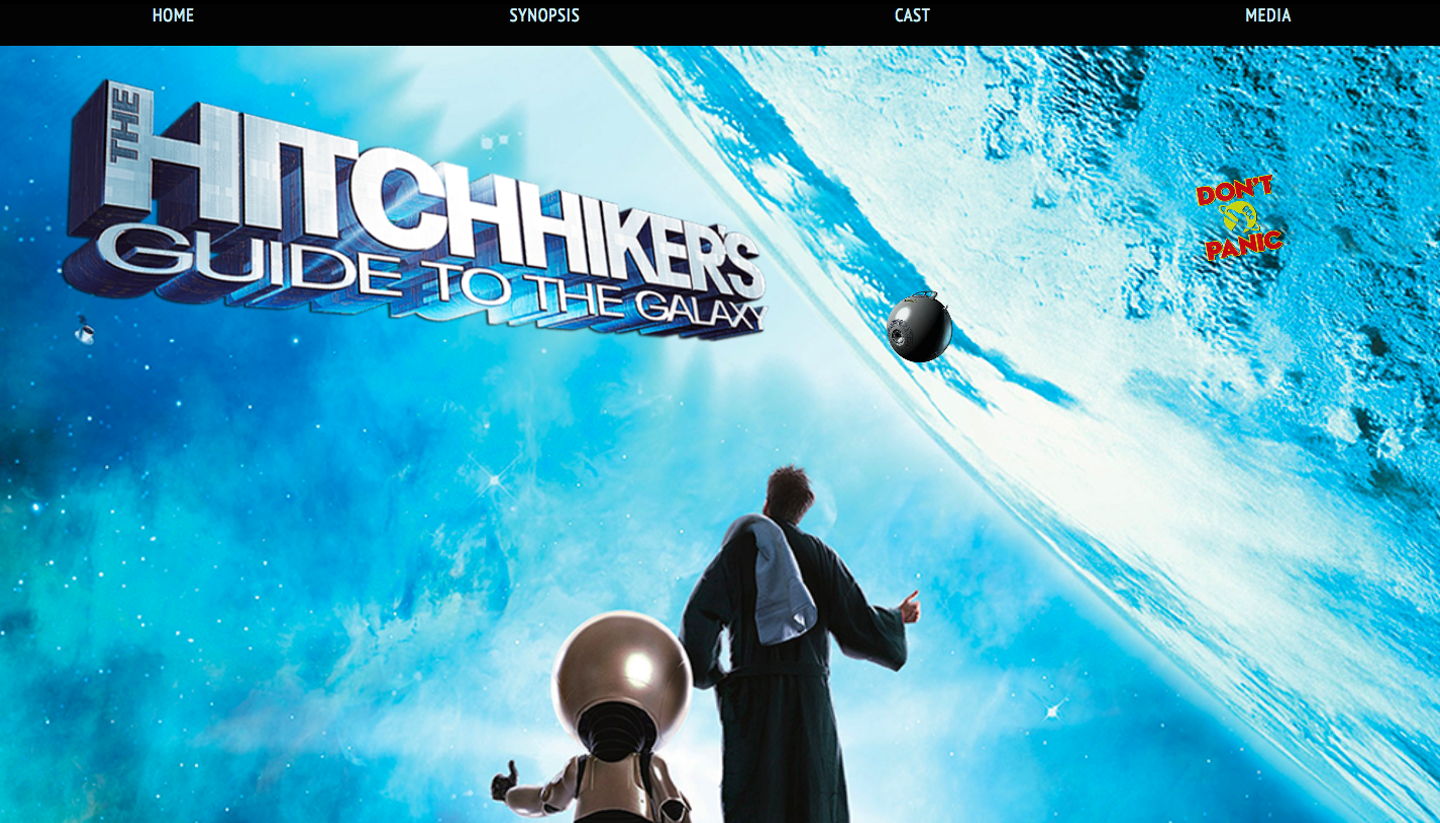 HOME
SYNOPSIS
CAST
MEDIA
THE
HITCHHIKER'S
GUIDE TO THE GALAXY
DON'T
PANIC